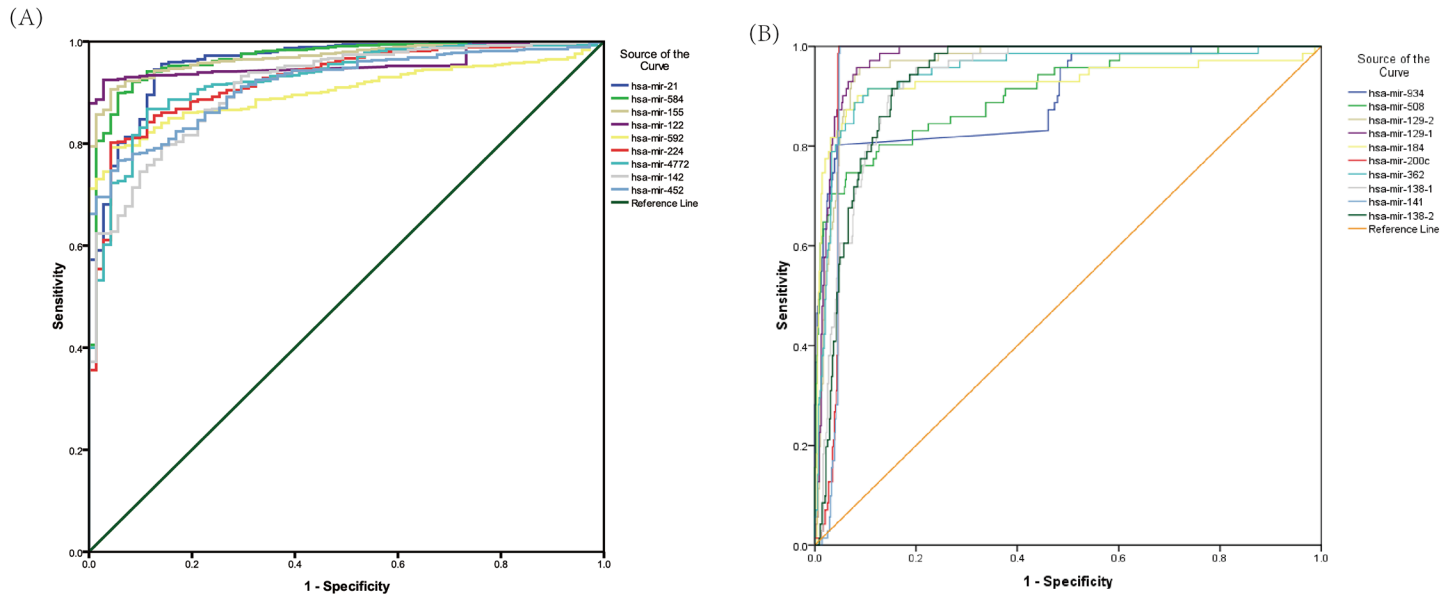 (A)
1.0
0.8
0.6
0.4
0.2
0.0
Sensitivity
0.0
0.2
0.4
0.6
0.8
1.0
1 - Specificity
Source of the
Curve
hsa-mir-21
hsa-mir-584
hsa-mir-155
hsa-mir-122
hsa-mir-592
hsa-mir-224
hsa-mir-4772
hsa-mir-142
hsa-mir-452
Reference Line
(B)
1.0
0.8
0.6
0.4
0.2
0.0
Sensitivity
0.0
0.2
0.4
0.6
0.8
1.0
1 - Specificity
Source of the
Curve
hsa-mir-934
hsa-mir-508
hsa-mir-129-2
hsa-mir-129-1
hsa-mir-184
hsa-mir-200c
hsa-mir-362
hsa-mir-138-1
hsa-mir-141
hsa-mir-138-2
Reference Line